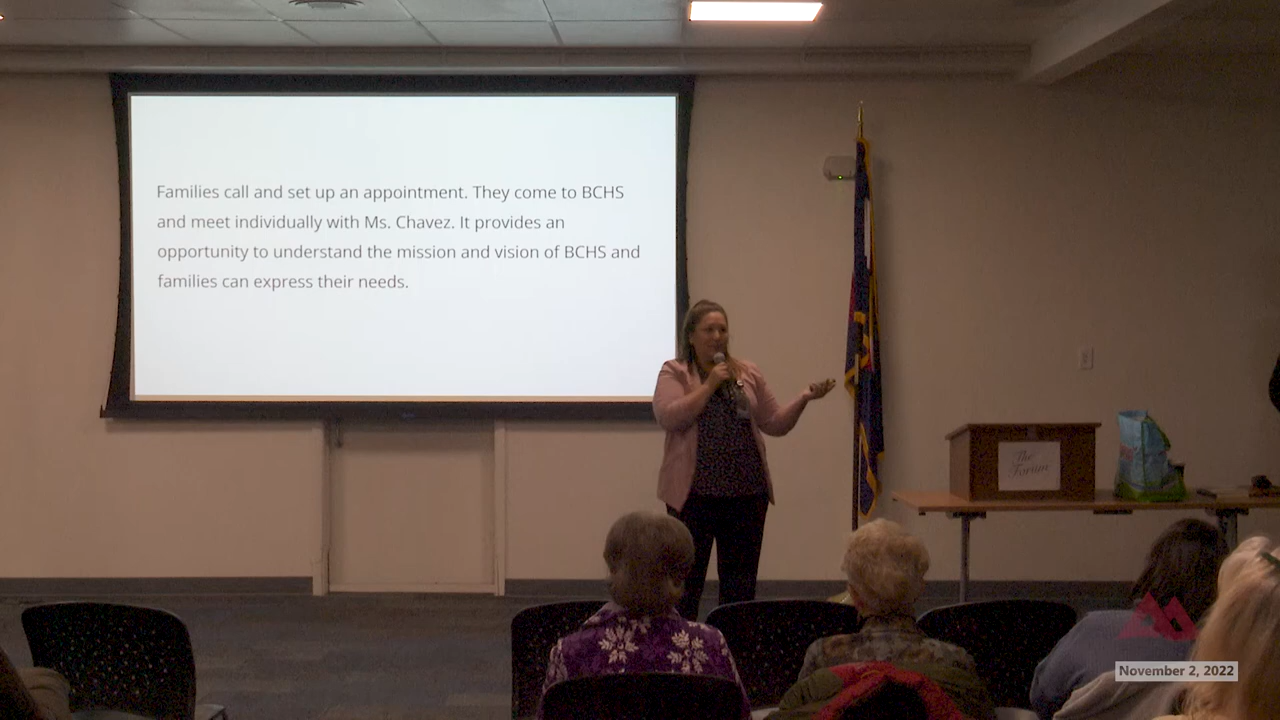 Families call and set up an appointment. They come to BCHS
and meet individually with Ms. Chavez. It provides an
opportunity to understand the mission and vision of BCHS and
families can express their needs.
The
Forum
November 2, 2022